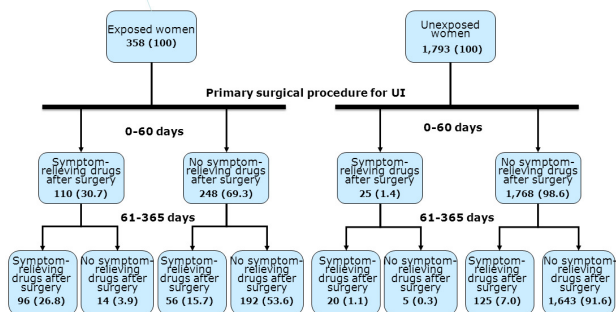 Exposed women
358 (100)
Unexposed
women
1,793 (100)
Primary surgical procedure for UI
0-60 days
0-60 days
Symptom-
relieving drugs
after surgery
110 (30.7)
No symptom-
relieving drugs
after surgery
248 (69.3)
Symptom-
relieving drugs
after surgery
25 (1.4)
No symptom-
relieving drugs
after surgery
1,768 (98.6)
61-365 days
61-365 days
Symptom-
relieving
drugs after
surgery
96 (26.8)
No symptom-
relieving
drugs after
surgery
14 (3.9)
Symptom-
relieving
drugs after
surgery
56 (15.7)
No symptom-
relieving
drugs after
surgery
192 (53.6)
Symptom-
relieving
drugs after
surgery
20 (1.1)
No symptom-
relieving
drugs after
surgery
5 (0.3)
Symptom-
relieving
drugs after
surgery
125 (7.0)
No symptom-
relieving
drugs after
surgery
1,643 (91.6)